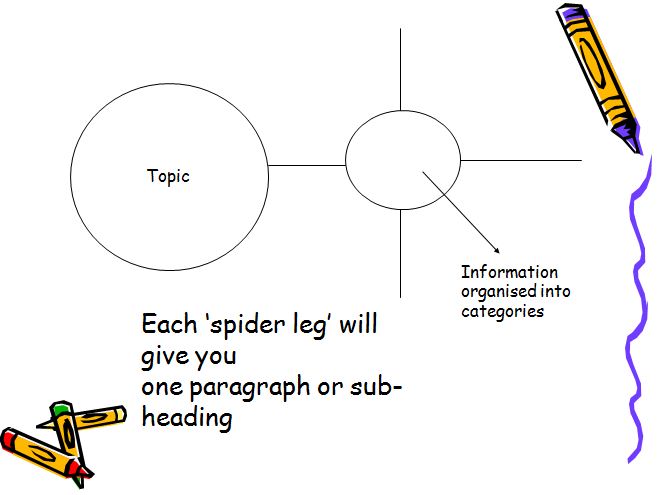 Topic
Information
organised into
categories
Each ‘spider leg’ will
give you
one paragraph or sub-
heading